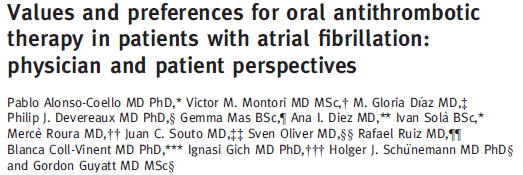 Values and preferences for oral antithrombotic
therapy in patients with atrial fibrillation:
physician and patient perspectives
Pablo Alonso-Coello MD PhD,* Victor M. Montori MD MSc,† M. Gloria Díaz MD,‡
Philip J. Devereaux MD PhD,§ Gemma Mas BSc,¶ Ana I. Diez MD,** Ivan Solà BSc,*
Mercè Roura MD,†† Juan C. Souto MD,‡‡ Sven Oliver MD,§§ Rafael Ruiz MD,¶¶
Blanca Coll-Vinent MD PhD,*** Ignasi Gich MD PhD,††† Holger J. Schünemann MD PhD§
and Gordon Guyatt MD MSc§